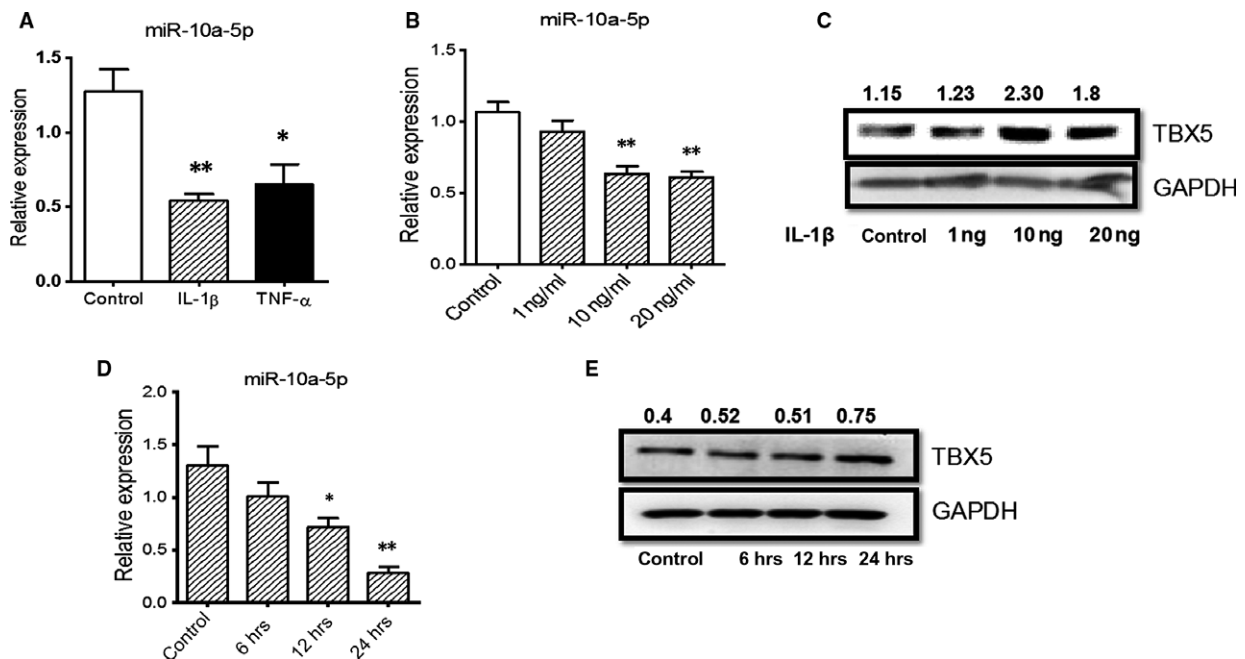 A
miR-10a-5p
Relative expression
1.5
1.0
0.5
0.0
**
*
Control IL-1β TNF-α
B
miR-10a-5p
Relative expression
1.5
1.0
0.5
0.0
**
**
Control 1 ng/ml 10 ng/ml 20 ng/ml
C
1.15 1.23 2.30 1.8
TBX5
GAPDH
IL-1β Control 1 ng 10 ng 20 ng
D
miR-10a-5p
Relative expression
2.0
1.5
1.0
0.5
0.0
*
**
Control 6 hrs 12 hrs 24 hrs
E
0.4 0.52 0.51 0.75
TBX5
GAPDH
Control 6 hrs 12 hrs 24 hrs